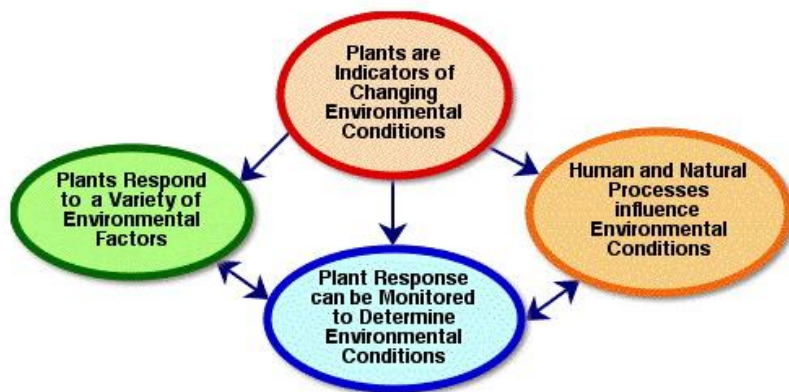 Plants are
Indicators of
Changing
Environmental
Conditions
Plants Respond
to a Variety of
Environmental
Factors
Human and Natural
Processes
influence
Environmental
Conditions
Plant Response
can be Monitored
to Determine
Environmental
Conditions